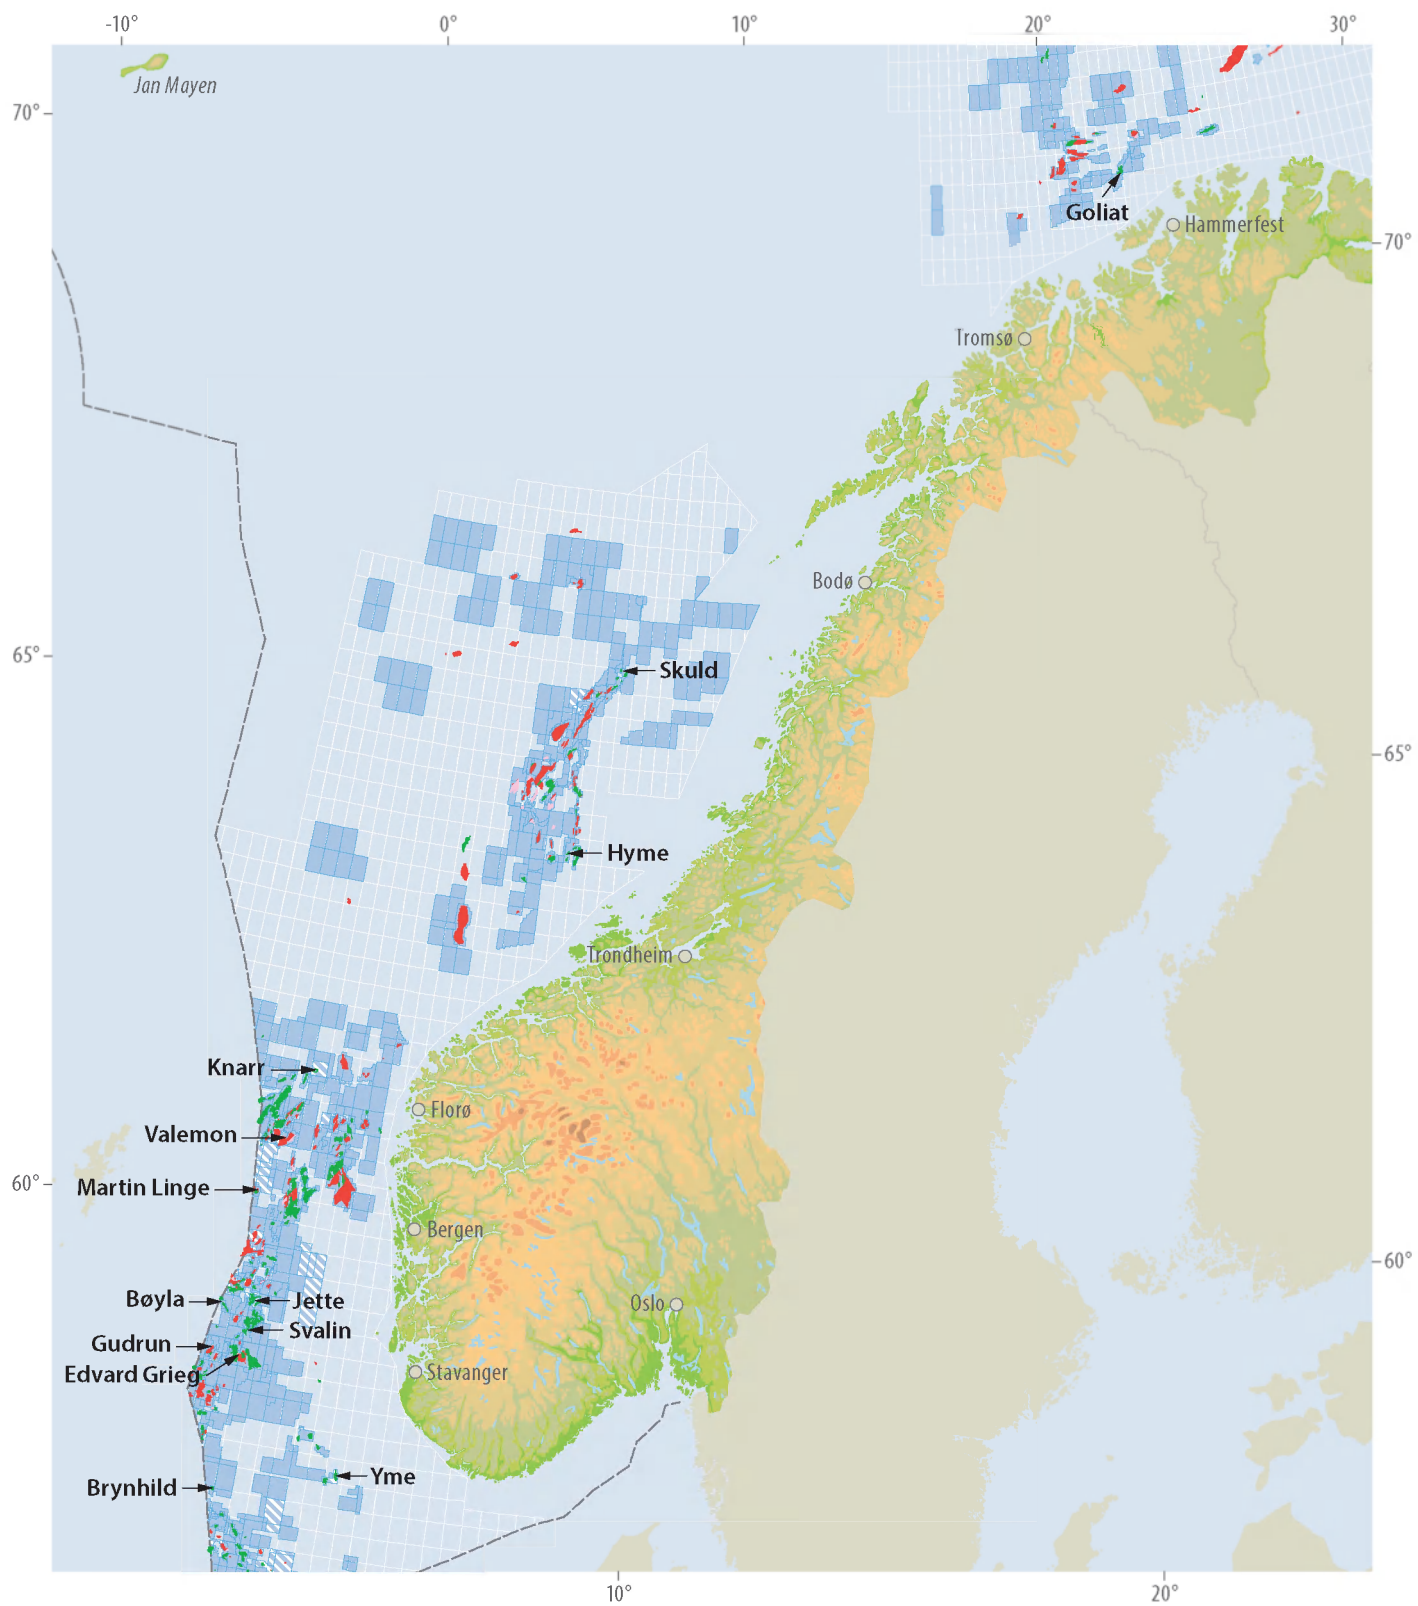 -10°
0°
10°
20°
30°
Jan Mayen
70°
Goliat
Hammerfest
70°
Tromsø
Bodø
65°
Skuld
65°
Hyme
Trondheim
Knarr
Florø
Valemon
60°
Martin Linge
Bergen
60°
Bøyla
Jette
Oslo
Svalin
Gudrun
Edvard Grieg
Stavanger
Yme
Brynhild
10°
20°